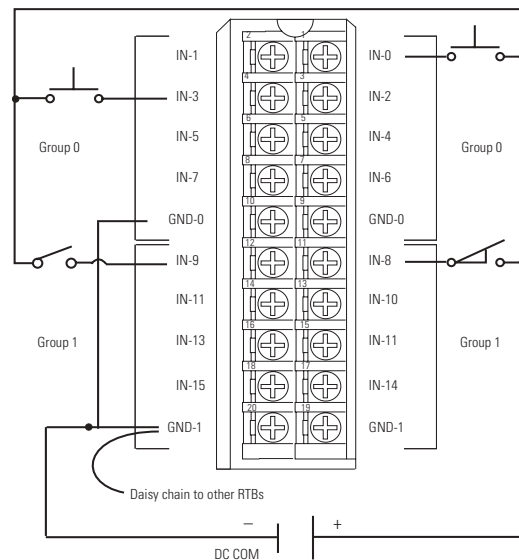 2 1
IN-1 IN-0
4 3
IN-3 IN-2
6 5
IN-5 IN-4
Group 0 Group 0
8 7
IN-7 IN-6
10 9
GND-0 GND-0
12 11
IN-9 IN-8
14 13
IN-11 IN-10
16 15
IN-13 IN-11
Group 1 Group 1
18 17
IN-15 IN-14
20 19
GND-1 GND-1
Daisy chain to other RTBs
– +
DC COM